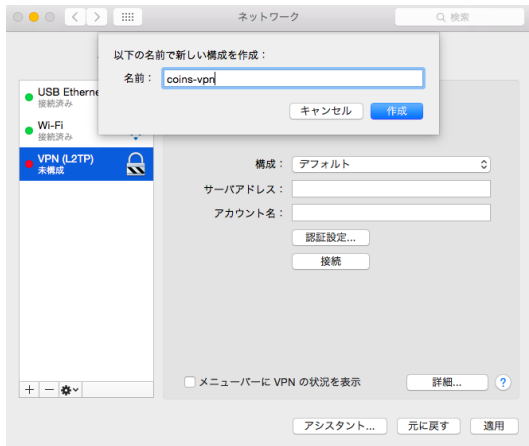 ネットワーク
検索
以下の名前で新しい構成を作成：
名前：
coins-vpn
キャンセル
作成
USB Etherne
接続済み
Wi-Fi
接続済み
VPN (L2TP)
未構成
構成：
デフォルト
サーバアドレス：
アカウント名：
認証設定...
接続
メニューバーに VPN の状況を表示
詳細...
?
アシスタント...
元に戻す
適用